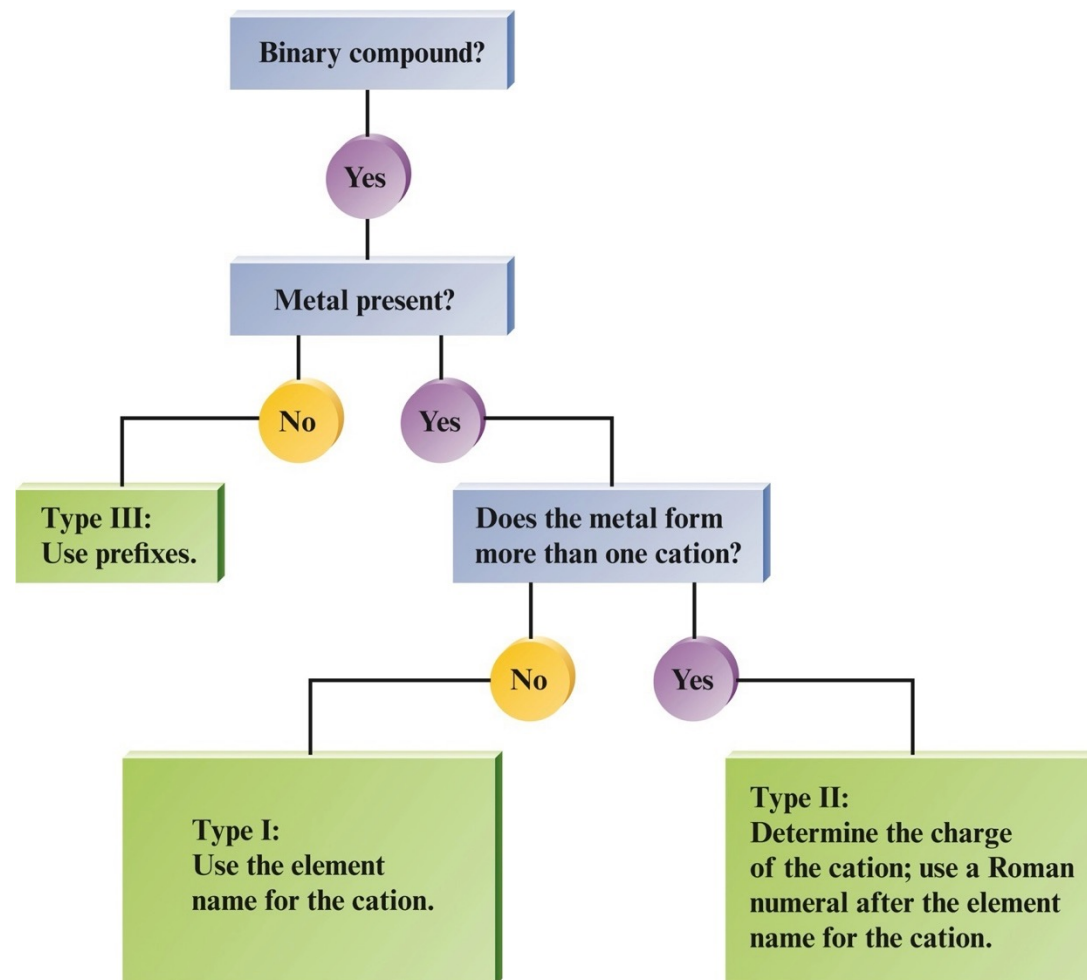 Binary compound?
Yes
Metal present?
No
Yes
Type III:
Use prefixes.
Does the metal form
more than one cation?
No
Yes
Type I:
Use the element
name for the cation.
Type II:
Determine the charge
of the cation; use a Roman
numeral after the element
name for the cation.